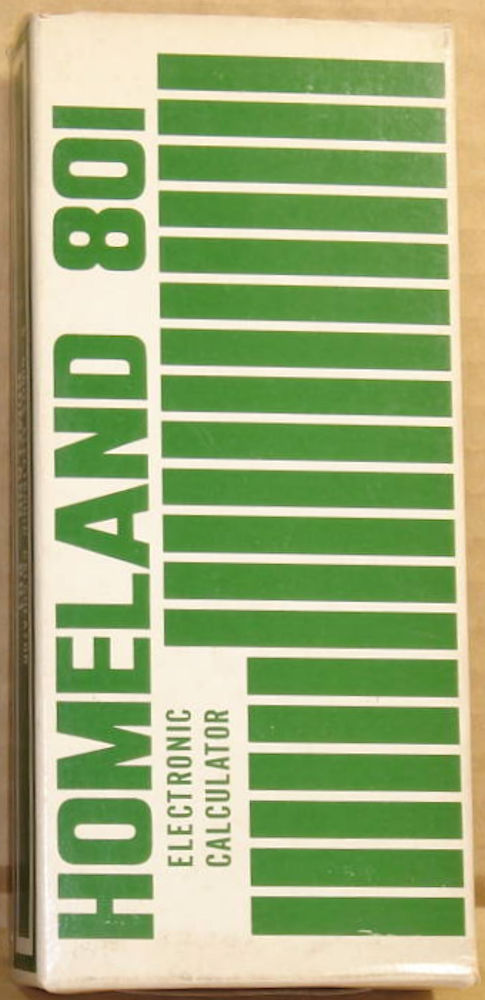 HOMELAND 801
ELECTRONIC
CALCULATOR